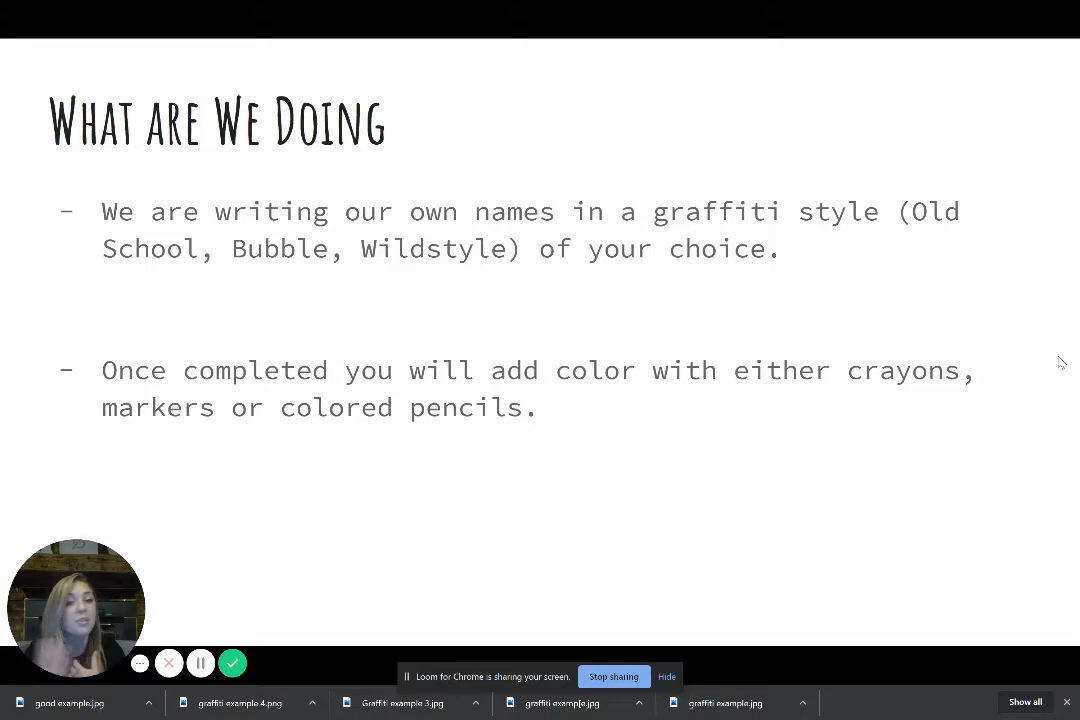 What are We Doing
- We are writing our own names in a graffiti style (Old
School, Bubble, Wildstyle) of your choice.
- Once completed you will add color with either crayons,
markers or colored pencils.
Loom for Chrome is sharing your screen.
Stop sharing
Hide
good example.jpg
graffiti example 4.png
Graffiti example 3.jpg
graffiti examp[e.jpg
graffiti example.jpg
Show all